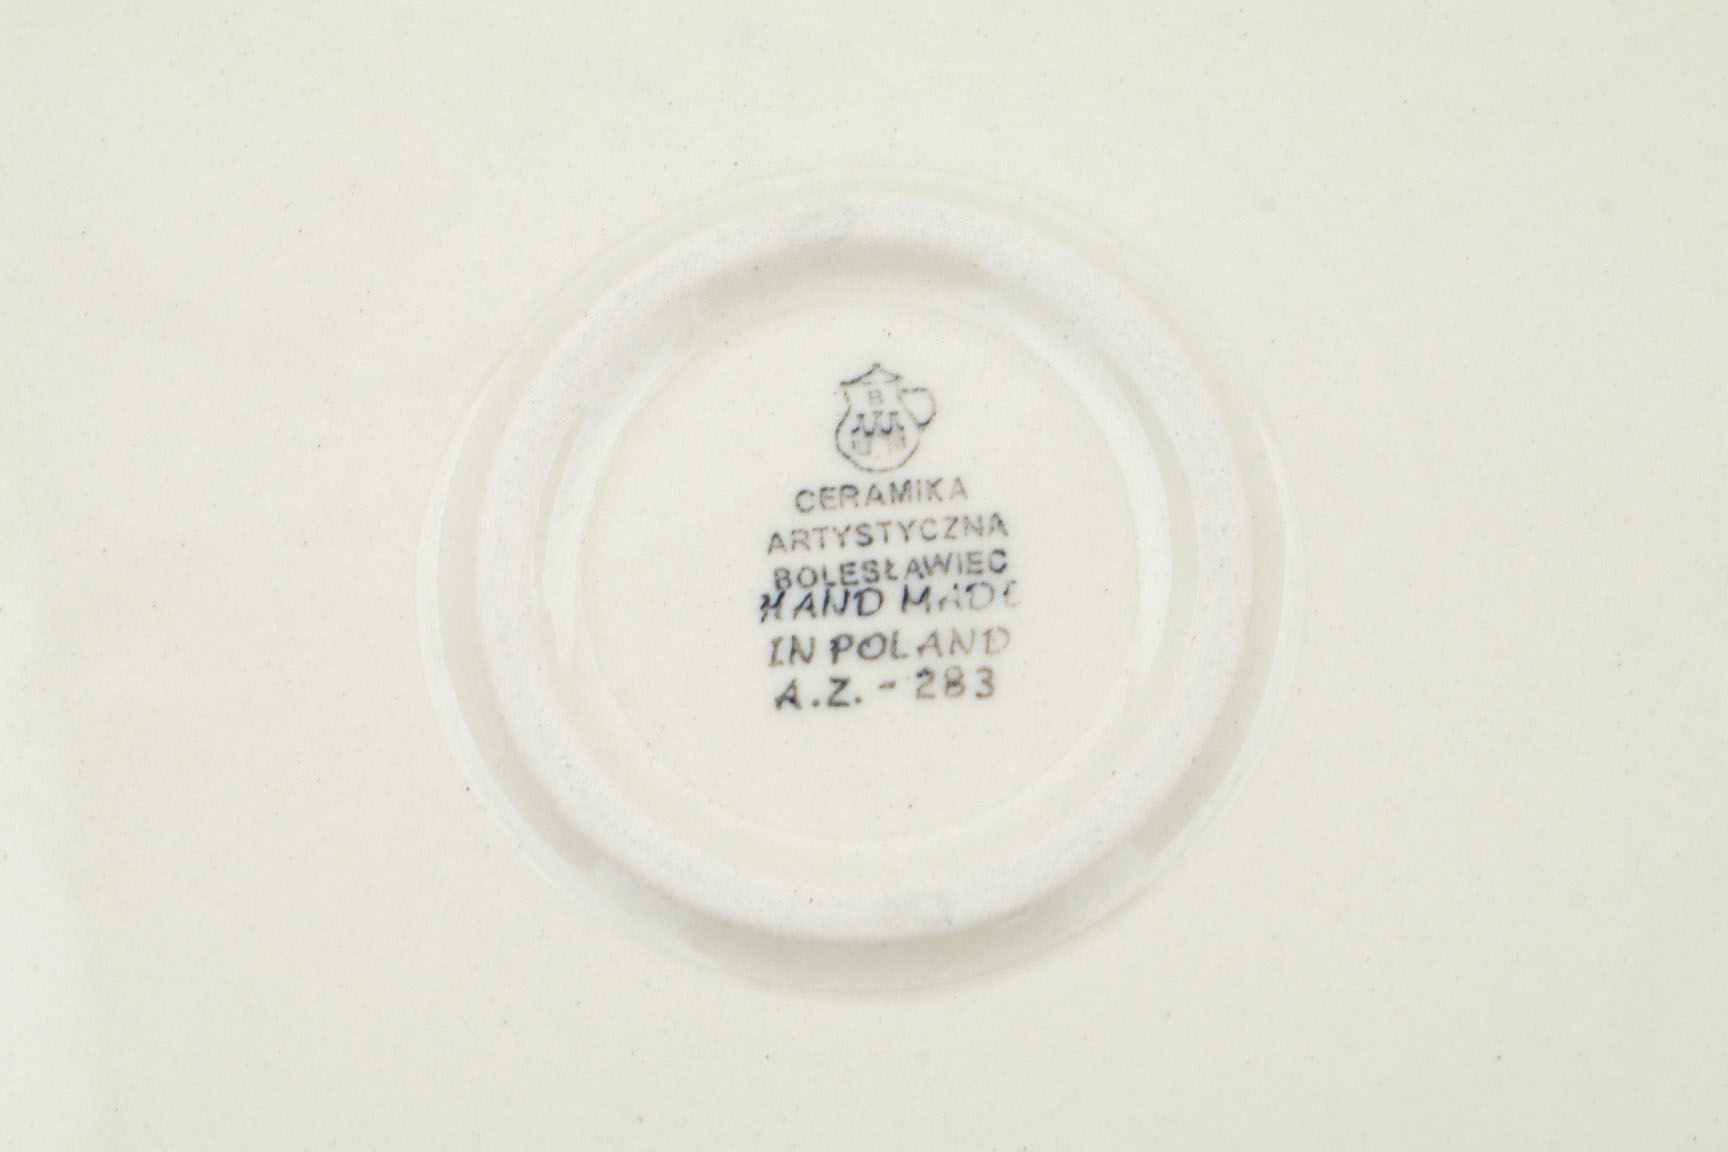 B
CERAMIKA
ARTYSTYCZNA
BOLESŁAWIEC
HAND MADE
IN POLAND
A.Z. - 283